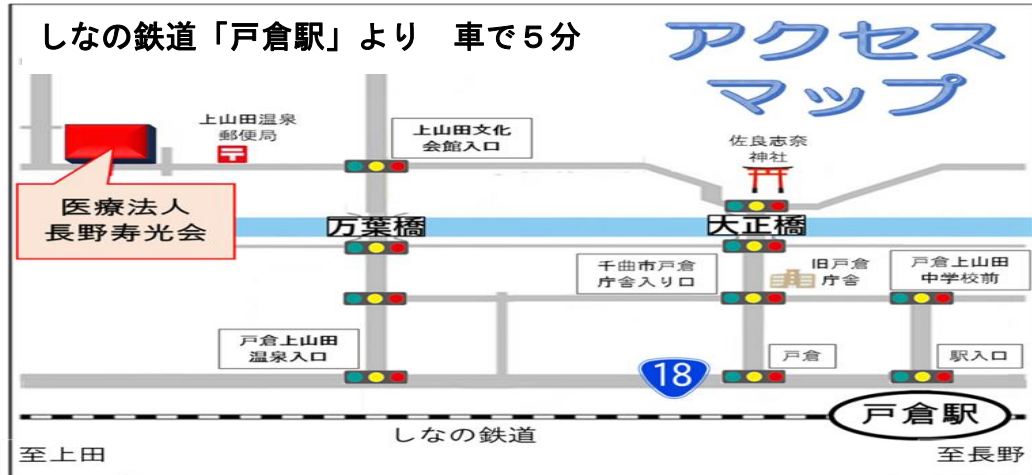 しなの鉄道「戸倉駅」より　車で５分
アクセス
マップ
上山田温泉
郵便局
上山田文化
会館入口
佐良志奈
神社
医療法人
長野寿光会
万葉橋
大正橋
千曲市戸倉
庁舎入り口
旧戸倉
庁舎
戸倉上山田
中学校前
戸倉上山田
温泉入口
18
戸倉
駅入口
戸倉駅
しなの鉄道
至上田
至長野